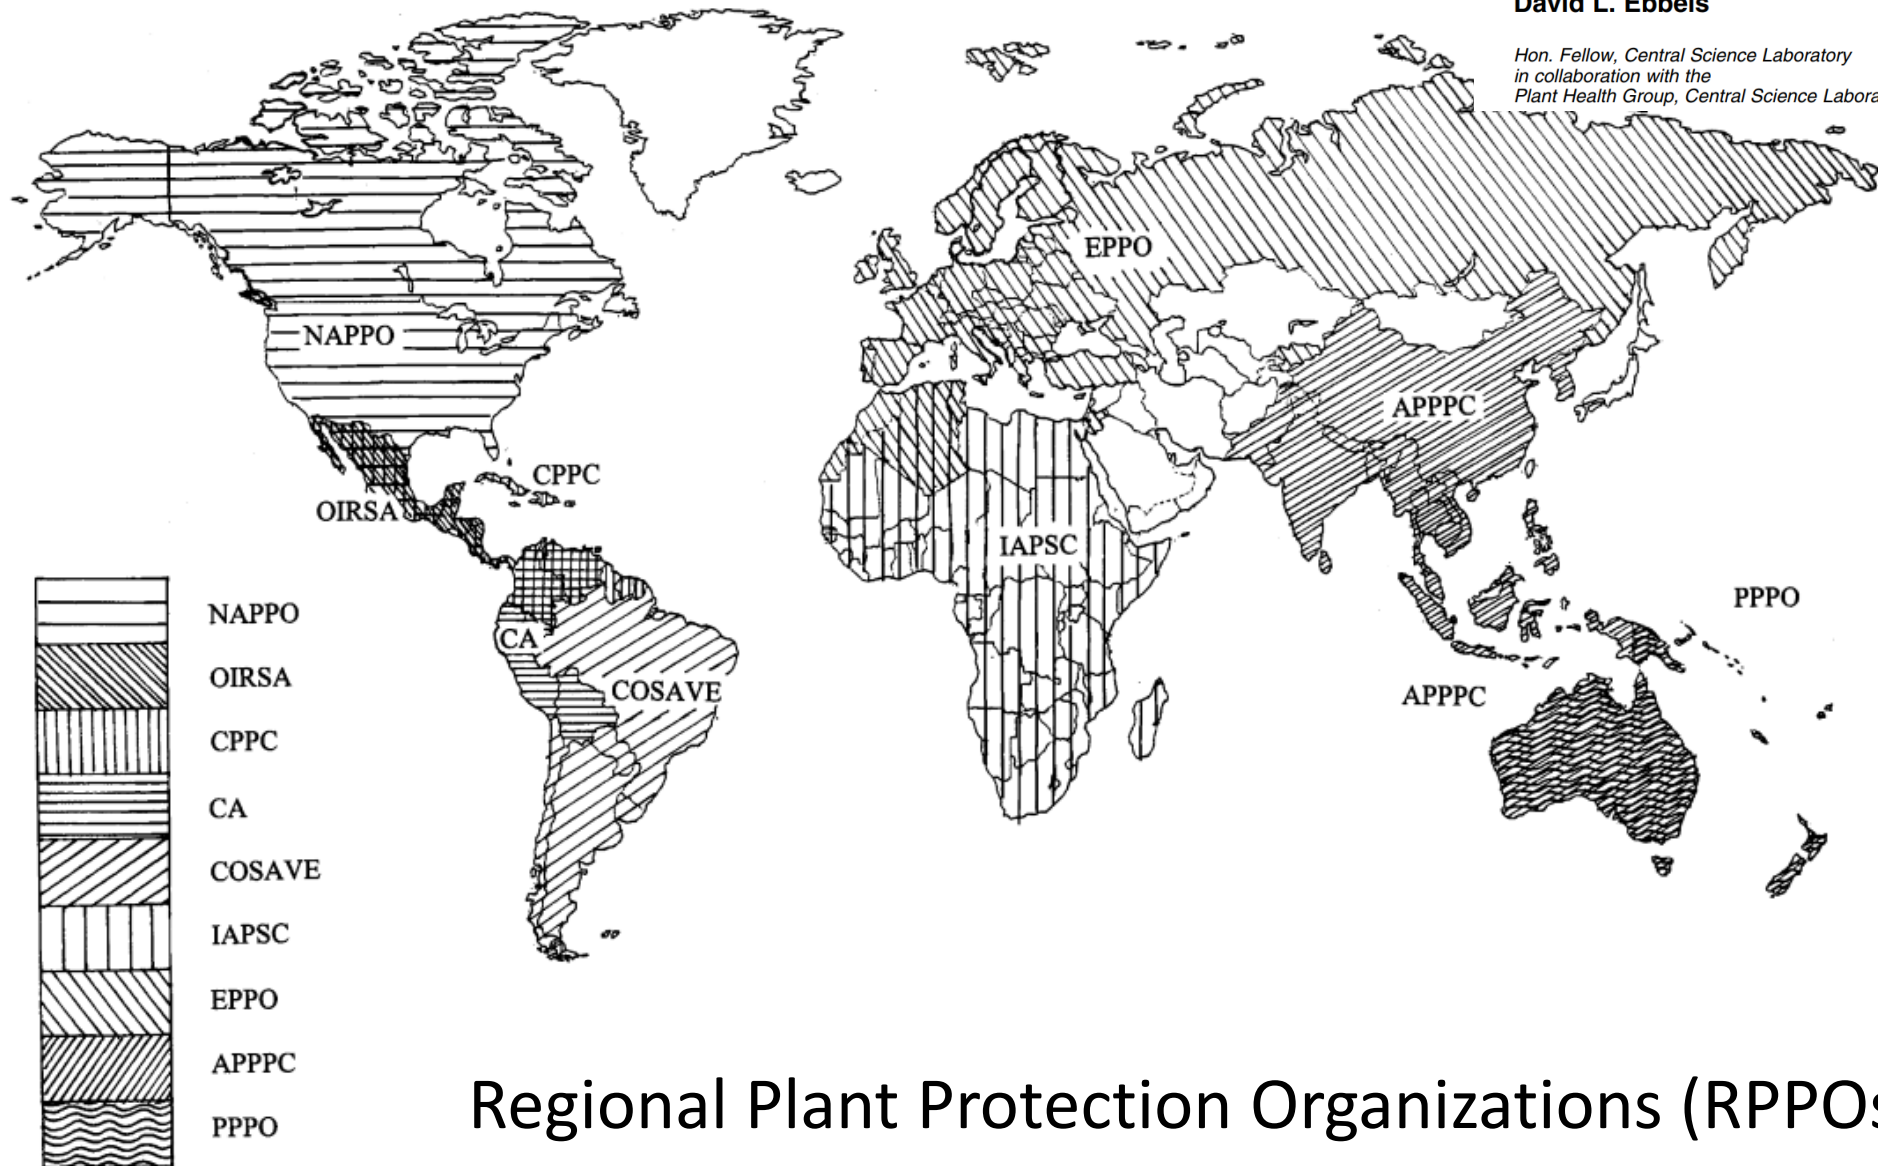 David L. Ebbels
Hon. Fellow, Central Science Laboratory
in collaboration with the
Plant Health Group, Central Science Labora
EPPO
NAPPO
APPPC
CPPC
OIRSA
IAPSC
PPPO
CA
COSAVE
APPPC
NAPPO
OIRSA
CPPC
CA
COSAVE
IAPSC
EPPO
APPPC
PPPO
Regional Plant Protection Organizations (RPPOs